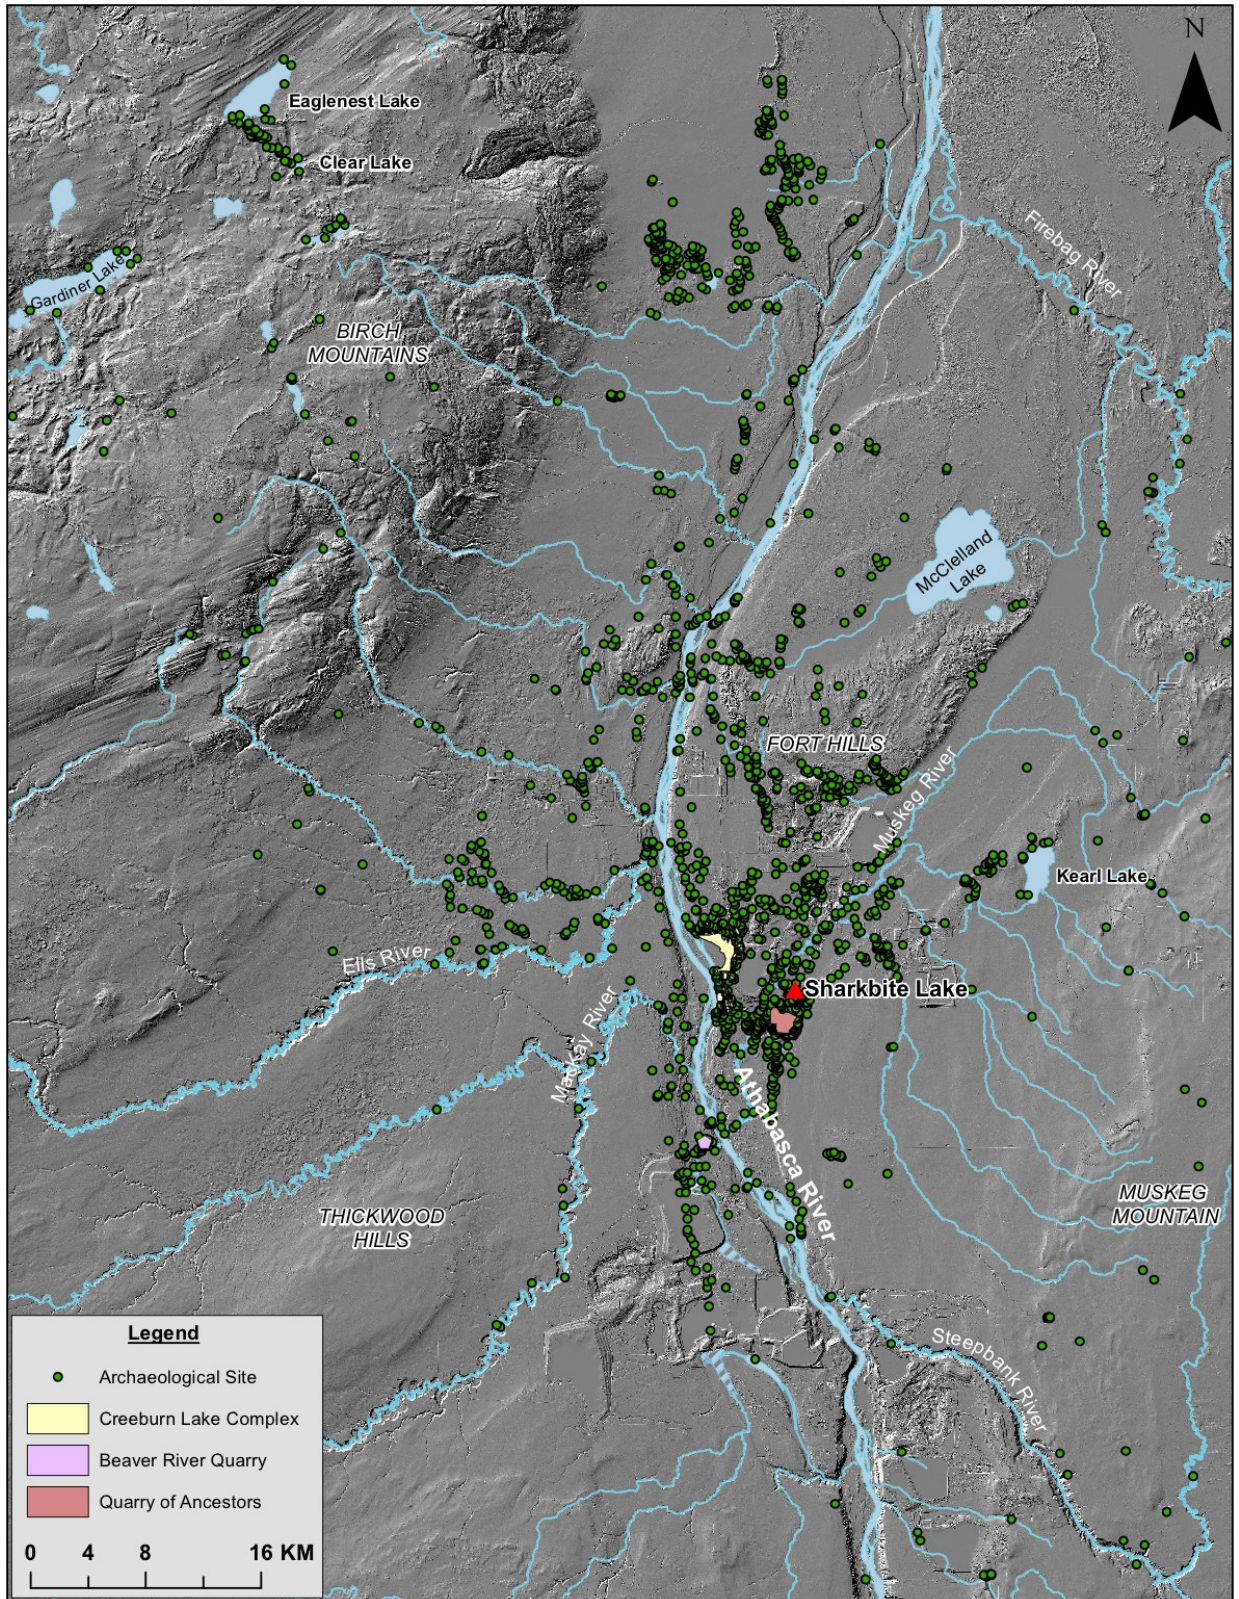 N
Eaglenest Lake
Clear Lake
Firebag River
Gardiner Lakes
BIRCH
MOUNTAINS
McClelland
Lake
FORT HILLS
Muskeg River
Kearl Lake
Ells River
Sharkbite Lake
MacKay River
Athabasca River
MUSKEG
MOUNTAIN
THICKWOOD
HILLS
Steepbank River
Legend
Archaeological Site
Creeburn Lake Complex
Beaver River Quarry
Quarry of Ancestors
0 4 8 16 KM